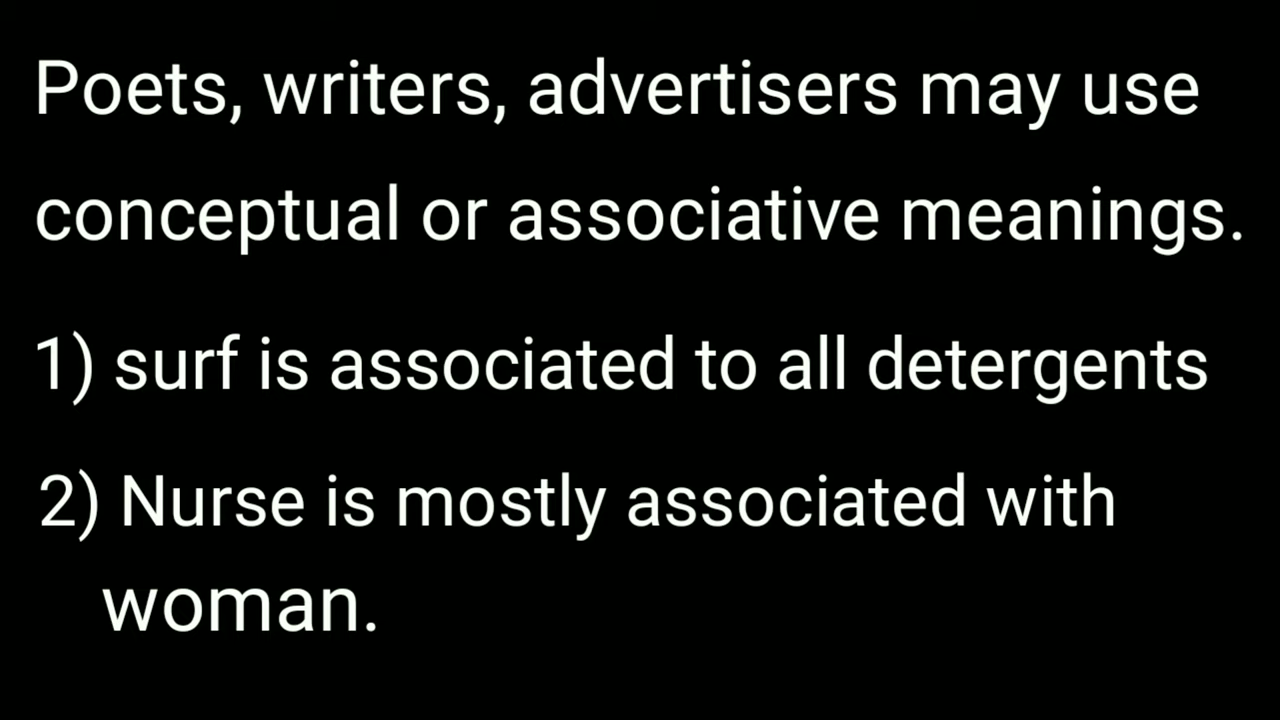 Poets, writers, advertisers may use
conceptual or associative meanings.
1) surf is associated to all detergents
2) Nurse is mostly associated with
woman.